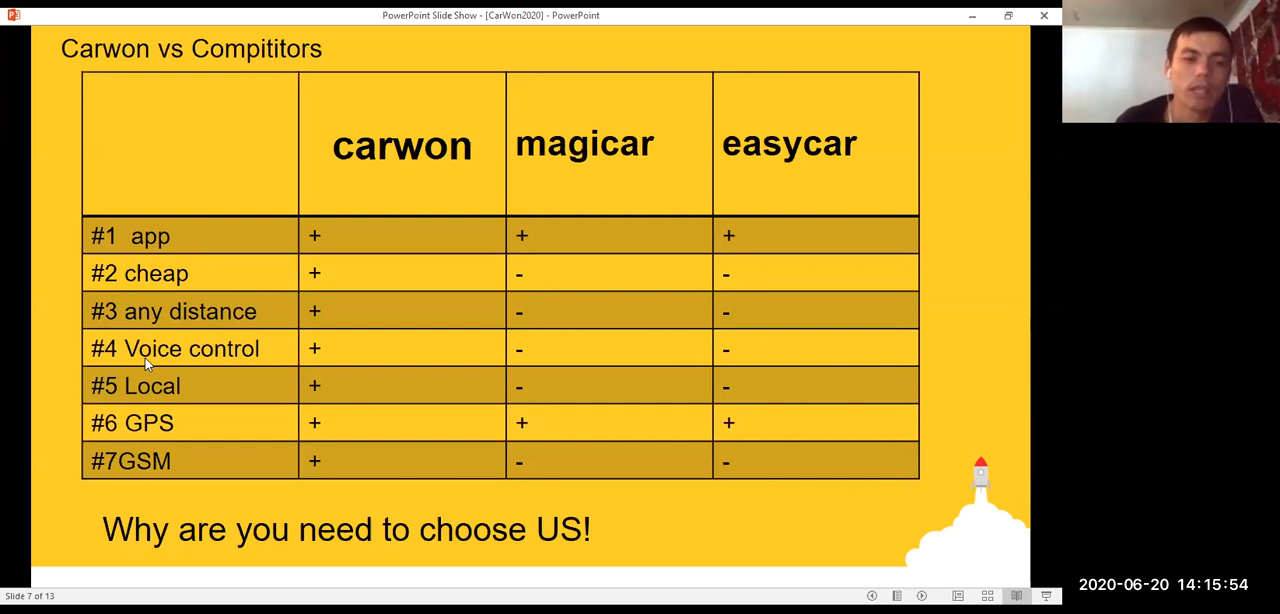 PowerPoint Slide Show - [CarWon2020] - PowerPoint
Carwon vs Compititors
carwon magicar easycar
#1 app + + +
#2 cheap + - -
#3 any distance + - -
#4 Voice control + - -
#5 Local + - -
#6 GPS + + +
#7GSM + - -
Why are you need to choose US!
Slide 7 of 13
2020-06-20 14:15:54